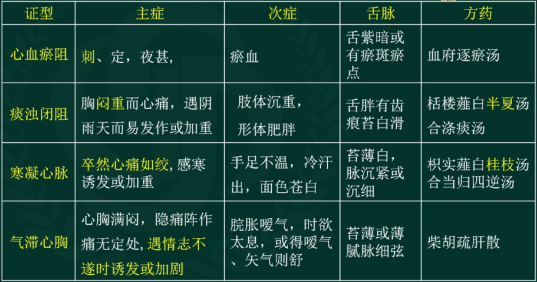 证型 主症 次症 舌脉 方药
心血瘀阻 刺、定，夜甚, 瘀血 舌紫暗或有瘀斑瘀点 血府逐瘀汤
痰浊闭阻 胸闷重而心痛，遇阴雨天而易发作或加重 肢体沉重，形体肥胖 舌胖有齿痕苔白滑 栝楼薤白半夏汤合涤痰汤
寒凝心脉 卒然心痛如绞,感寒诱发或加重 手足不温，冷汗出，面色苍白 苔薄白，脉沉紧或沉细 枳实薤白桂枝汤合当归四逆汤
气滞心胸 心胸满闷，隐痛阵作痛无定处,遇情志不遂时诱发或加剧 脘胀嗳气，时欲太息，或得嗳气、矢气则舒 苔薄或薄腻脉细弦 柴胡疏肝散